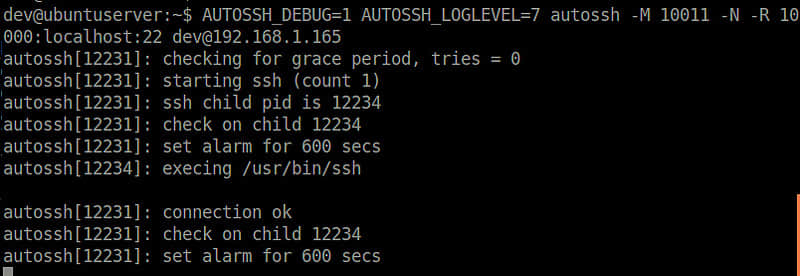 dev@ubuntuserver:~$ AUTOSSH_DEBUG=1 AUTOSSH_LOGLEVEL=7 autossh -M 10011 -N -R 10
000:localhost:22 dev@192.168.1.165
autossh[12231]: checking for grace period, tries = 0
autossh[12231]: starting ssh (count 1)
autossh[12231]: ssh child pid is 12234
autossh[12231]: check on child 12234
autossh[12231]: set alarm for 600 secs
autossh[12234]: execing /usr/bin/ssh
autossh[12231]: connection ok
autossh[12231]: check on child 12234
autossh[12231]: set alarm for 600 secs